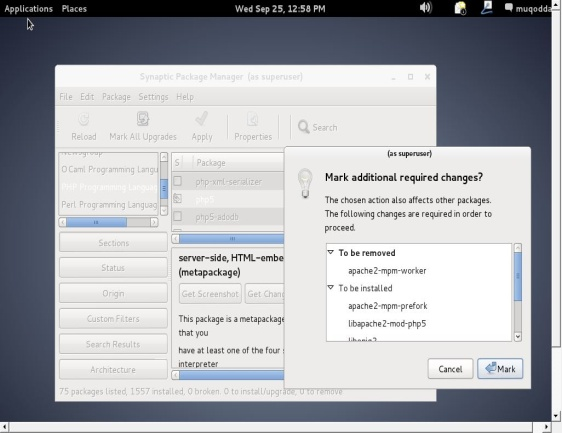 Applications Places
Wed Sep 25, 12:58 PM
muqodda
Synaptic Package Manager (as superuser)
File Edit Package Settings Help
Reload Mark All Upgrades Apply Properties Search
OCaml Programming Langu
PHP Programming Languag
Perl Programming Languag
S Package
php-xml-serializer
php5
php5-adodb
Sections
Status
Origin
Custom Filters
Search Results
Architecture
server-side, HTML-embe
(metapackage)
Get Screenshot Get Chang
This package is a metapackage
that you
have at least one of the four s
interpreter
75 packages listed, 1557 installed, 0 broken. 0 to install/upgrade, 0 to remove
(as superuser)
Mark additional required changes?
The chosen action also affects other packages.
The following changes are required in order to
proceed.
To be removed
apache2-mpm-worker
To be installed
apache2-mpm-prefork
libapache2-mod-php5
Cancel Mark